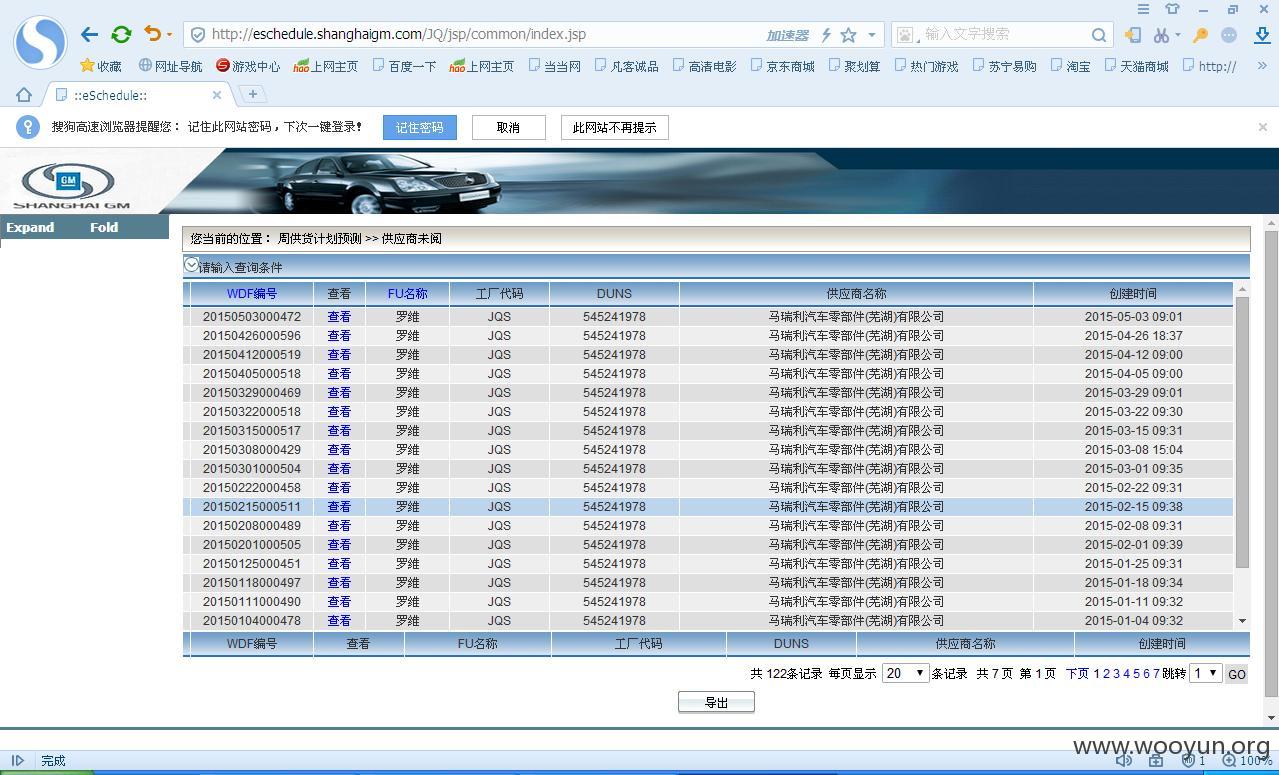 http://eschedule.shanghaigm.com/JQ/jsp/common/index.jsp 加速器 输入文字搜索
收藏 网址导航 游戏中心 hao上网主页 百度一下 hao上网主页 当当网 凡客诚品 高清电影 京东商城 聚划算 热门游戏 苏宁易购 淘宝 天猫商城 http:// »
::eSchedule::
搜狗高速浏览器提醒您： 记住此网站密码，下次一键登录! 记住密码 取消 此网站不再提示
GM
SHANGHAI GM
Expand Fold
您当前的位置： 周供货计划预测 >> 供应商未阅
请输入查询条件
WDF编号 查看 FU名称 工厂代码 DUNS 供应商名称 创建时间
20150503000472 查看 罗维 JQS 545241978 马瑞利汽车零部件(芜湖)有限公司 2015-05-03 09:01
20150426000596 查看 罗维 JQS 545241978 马瑞利汽车零部件(芜湖)有限公司 2015-04-26 18:37
20150412000519 查看 罗维 JQS 545241978 马瑞利汽车零部件(芜湖)有限公司 2015-04-12 09:00
20150405000518 查看 罗维 JQS 545241978 马瑞利汽车零部件(芜湖)有限公司 2015-04-05 09:00
20150329000469 查看 罗维 JQS 545241978 马瑞利汽车零部件(芜湖)有限公司 2015-03-29 09:01
20150322000518 查看 罗维 JQS 545241978 马瑞利汽车零部件(芜湖)有限公司 2015-03-22 09:30
20150315000517 查看 罗维 JQS 545241978 马瑞利汽车零部件(芜湖)有限公司 2015-03-15 09:31
20150308000429 查看 罗维 JQS 545241978 马瑞利汽车零部件(芜湖)有限公司 2015-03-08 15:04
20150301000504 查看 罗维 JQS 545241978 马瑞利汽车零部件(芜湖)有限公司 2015-03-01 09:35
20150222000458 查看 罗维 JQS 545241978 马瑞利汽车零部件(芜湖)有限公司 2015-02-22 09:31
20150215000511 查看 罗维 JQS 545241978 马瑞利汽车零部件(芜湖)有限公司 2015-02-15 09:38
20150208000489 查看 罗维 JQS 545241978 马瑞利汽车零部件(芜湖)有限公司 2015-02-08 09:31
20150201000505 查看 罗维 JQS 545241978 马瑞利汽车零部件(芜湖)有限公司 2015-02-01 09:39
20150125000451 查看 罗维 JQS 545241978 马瑞利汽车零部件(芜湖)有限公司 2015-01-25 09:31
20150118000497 查看 罗维 JQS 545241978 马瑞利汽车零部件(芜湖)有限公司 2015-01-18 09:34
20150111000490 查看 罗维 JQS 545241978 马瑞利汽车零部件(芜湖)有限公司 2015-01-11 09:32
20150104000478 查看 罗维 JQS 545241978 马瑞利汽车零部件(芜湖)有限公司 2015-01-04 09:32
WDF编号 查看 FU名称 工厂代码 DUNS 供应商名称 创建时间
共 122条记录 每页显示 20 条记录 共 7 页 第 1 页 下页 1 2 3 4 5 6 7 跳转 1 GO
导出
www.wooyun.org
完成 1 100%